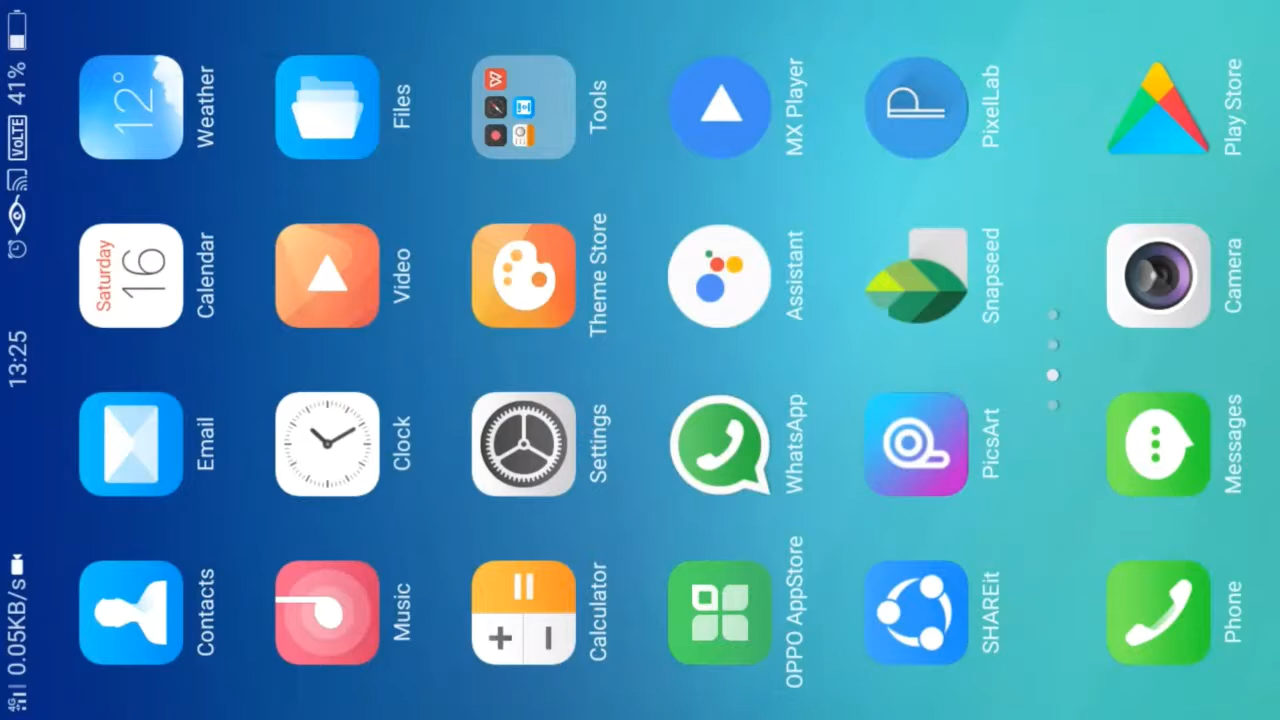 4G 0.05KB/s 13:25 VoLTE 41%
Saturday
16 12°
Contacts Email Calendar Weather
Music Clock Video Files
Calculator Settings Theme Store Tools
OPPO AppStore WhatsApp Assistant MX Player
SHAREit PicsArt Snapseed PixelLab
Phone Messages Camera Play Store